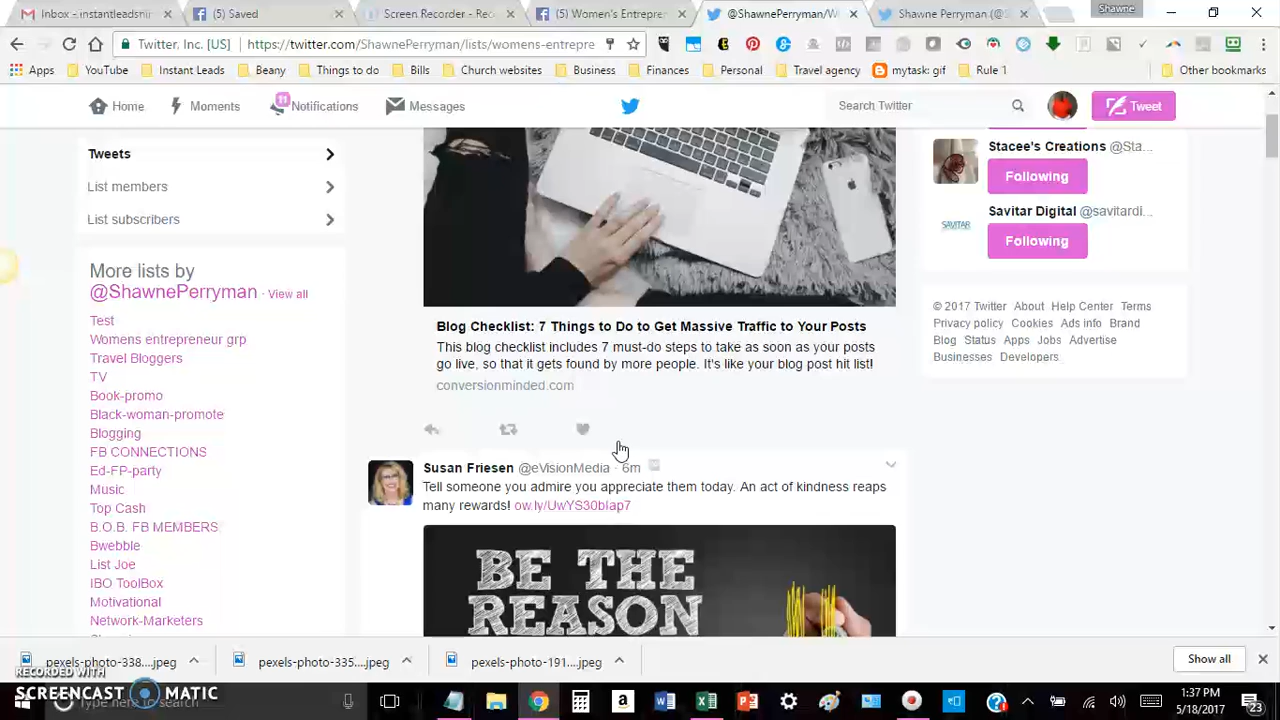 Inbox - instantleadshi
(5) Saved
Screen Recorder - Rec
(5) Women's Entrepre
@ShawnePerryman/W
Shawne Perryman (@S
Shawne
Twitter, Inc. [US]
https://twitter.com/ShawnePerryman/lists/womens-entrepre
Apps
YouTube
Instant Leads
Beany
Things to do
Bills
Church websites
Business
Finances
Personal
Travel agency
mytask: gif
Rule 1
Other bookmarks
Home
Moments
11
Notifications
Messages
Search Twitter
Tweet
Tweets
List members
List subscribers
More lists by
@ShawnePerryman · View all
Test
Womens entrepreneur grp
Travel Bloggers
TV
Book-promo
Black-woman-promote
Blogging
FB CONNECTIONS
Ed-FP-party
Music
Top Cash
B.O.B. FB MEMBERS
Bwebble
List Joe
IBO ToolBox
Motivational
Network-Marketers
Blog Checklist: 7 Things to Do to Get Massive Traffic to Your Posts
This blog checklist includes 7 must-do steps to take as soon as your posts
go live, so that it gets found by more people. It's like your blog post hit list!
conversionminded.com
Susan Friesen @eVisionMedia · 6m
Tell someone you admire you appreciate them today. An act of kindness reaps
many rewards! ow.ly/UwYS30bIap7
BE THE
REASON
Stacee's Creations @Sta...
Following
SAVITAR
Savitar Digital @savitardi...
Following
© 2017 Twitter About Help Center Terms
Privacy policy Cookies Ads info Brand
Blog Status Apps Jobs Advertise
Businesses Developers
pexels-photo-338....jpeg
pexels-photo-335....jpeg
pexels-photo-191....jpeg
Show all
RECORDED WITH
SCREENCAST MATIC
1:37 PM
5/18/2017
23